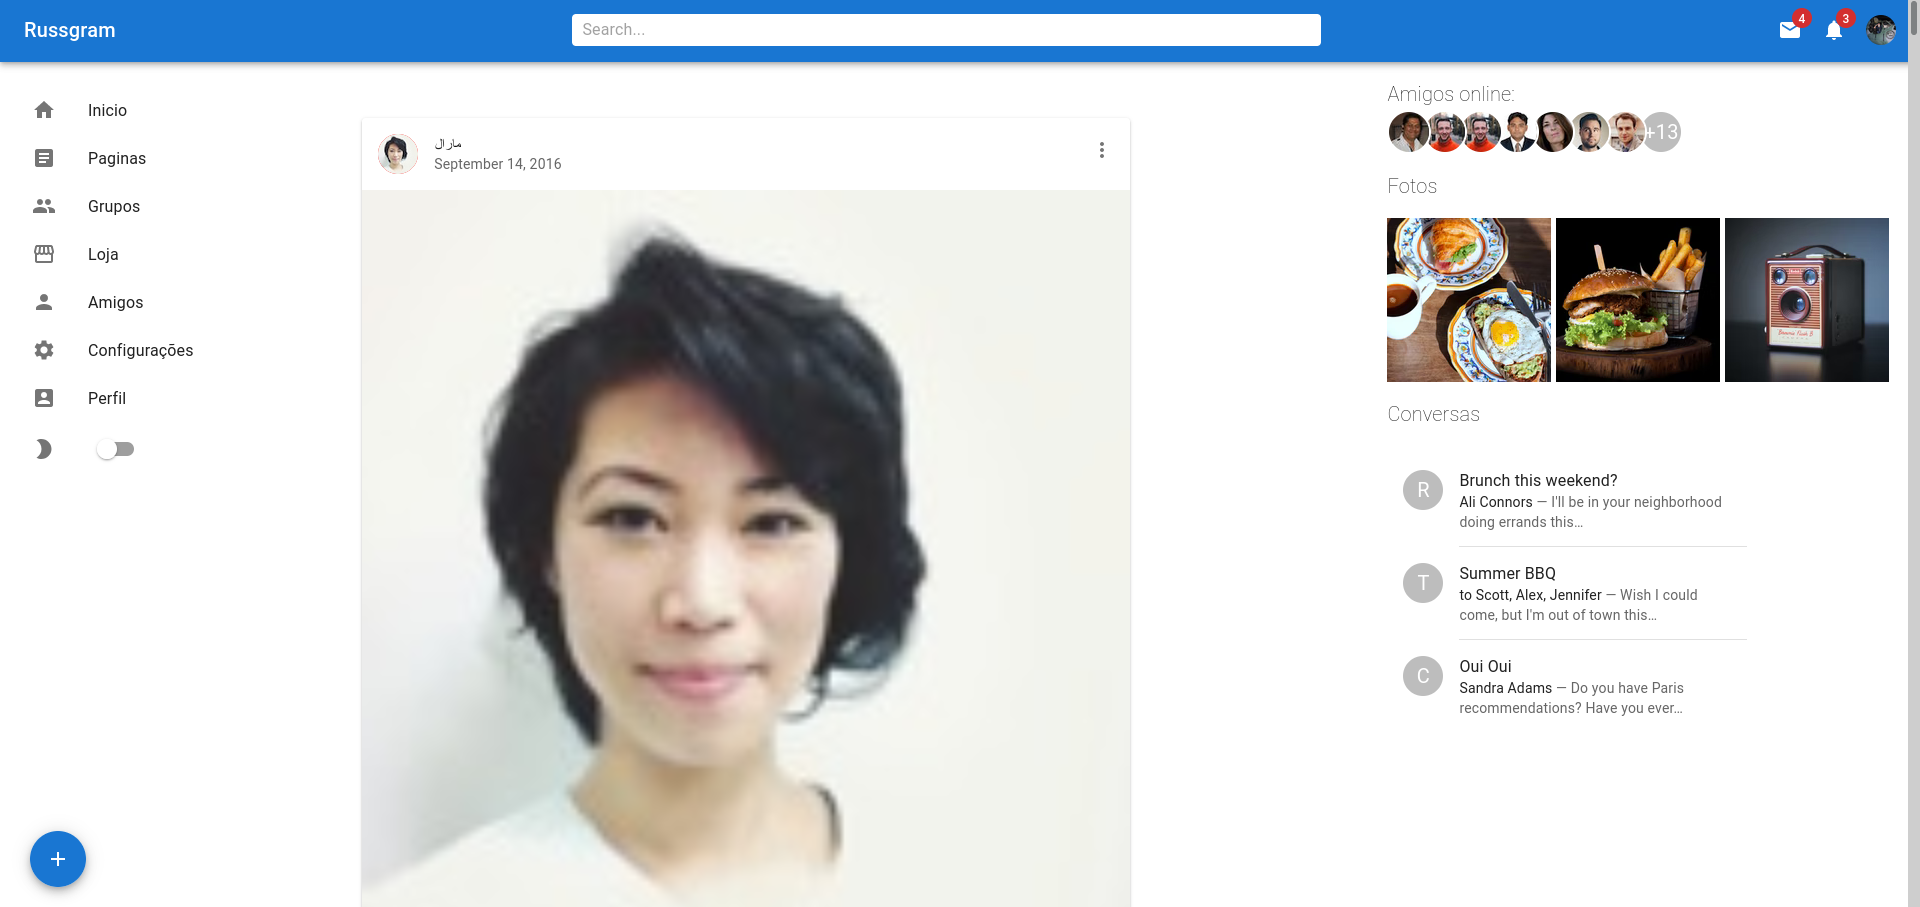 Russgram
Search...
4
3
Inicio
Paginas
Grupos
Loja
Amigos
Configurações
Perfil
مارال
September 14, 2016
Amigos online:
+13
Fotos
Conversas
R
Brunch this weekend?
Ali Connors — I'll be in your neighborhood
doing errands this…
T
Summer BBQ
to Scott, Alex, Jennifer — Wish I could
come, but I'm out of town this…
C
Oui Oui
Sandra Adams — Do you have Paris
recommendations? Have you ever…